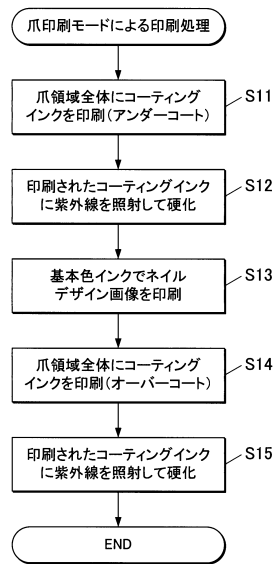 爪印刷モードによる印刷処理
爪領域全体にコーティング
インクを印刷(アンダーコート)
S11
印刷されたコーティングインク
に紫外線を照射して硬化
S12
基本色インクでネイル
デザイン画像を印刷
S13
爪領域全体にコーティング
インクを印刷(オーバーコート)
S14
印刷されたコーティングインク
に紫外線を照射して硬化
S15
END